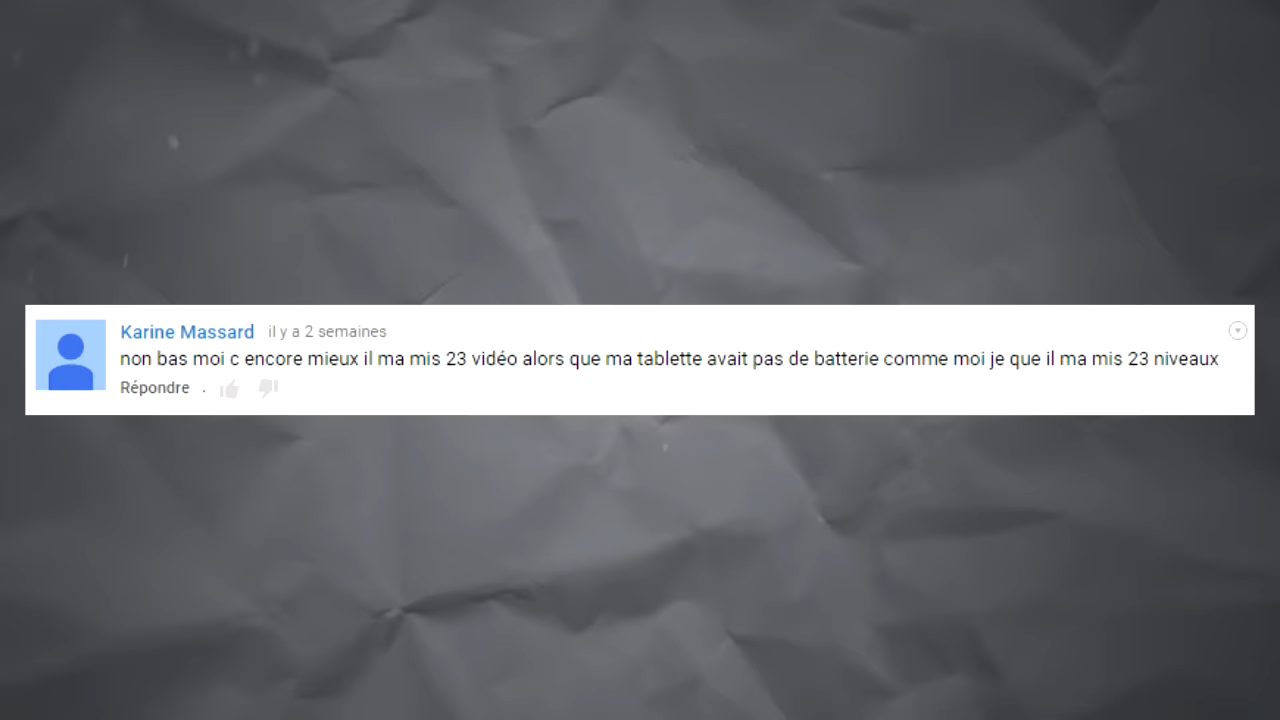 Karine Massard il y a 2 semaines
non bas moi c encore mieux il ma mis 23 vidéo alors que ma tablette avait pas de batterie comme moi je que il ma mis 23 niveaux
Répondre .